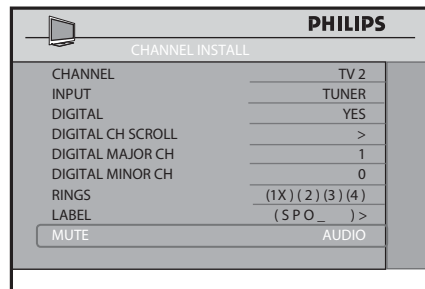 PHILIPS
CHANNEL INSTALL
CHANNEL TV 2
INPUT TUNER
DIGITAL YES
DIGITAL CH SCROLL >
DIGITAL MAJOR CH 1
DIGITAL MINOR CH 0
RINGS (1X) ( 2 ) ( 3 ) ( 4 )
LABEL ( S P O _ ) >
MUTE AUDIO